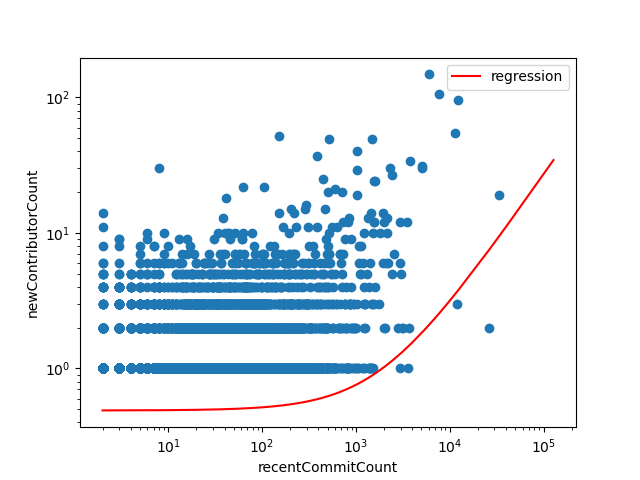 regression
newContributorCount
10²
10¹
10⁰
10¹ 10² 10³ 10⁴ 10⁵
recentCommitCount